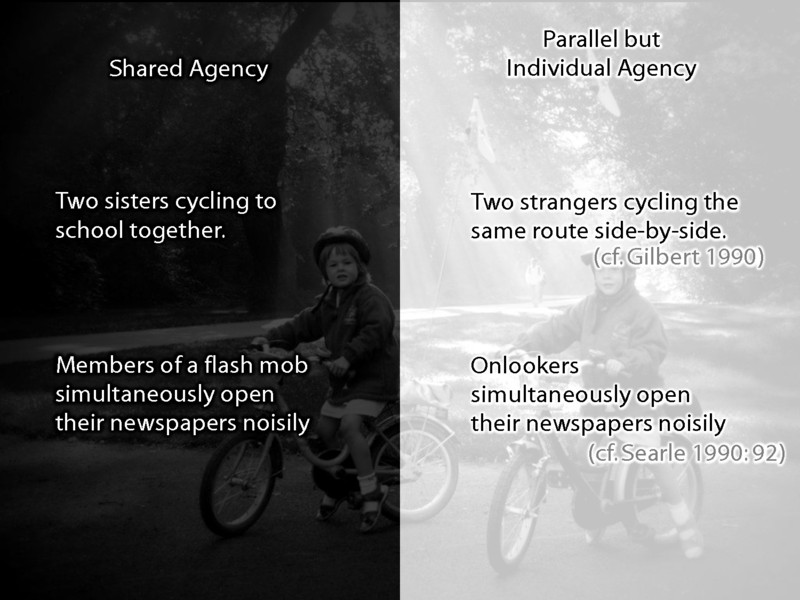 Shared Agency
Parallel but
Individual Agency
Two sisters cycling to
school together.
Two strangers cycling the
same route side-by-side.
(cf. Gilbert 1990)
Members of a flash mob
simultaneously open
their newspapers noisily
Onlookers
simultaneously open
their newspapers noisily
(cf. Searle 1990: 92)